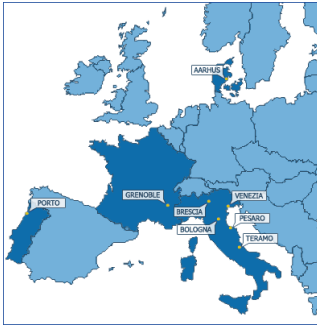 AARHUS
PORTO
GRENOBLE
VENEZIA
BRESCIA
PESARO
BOLOGNA
TERAMO